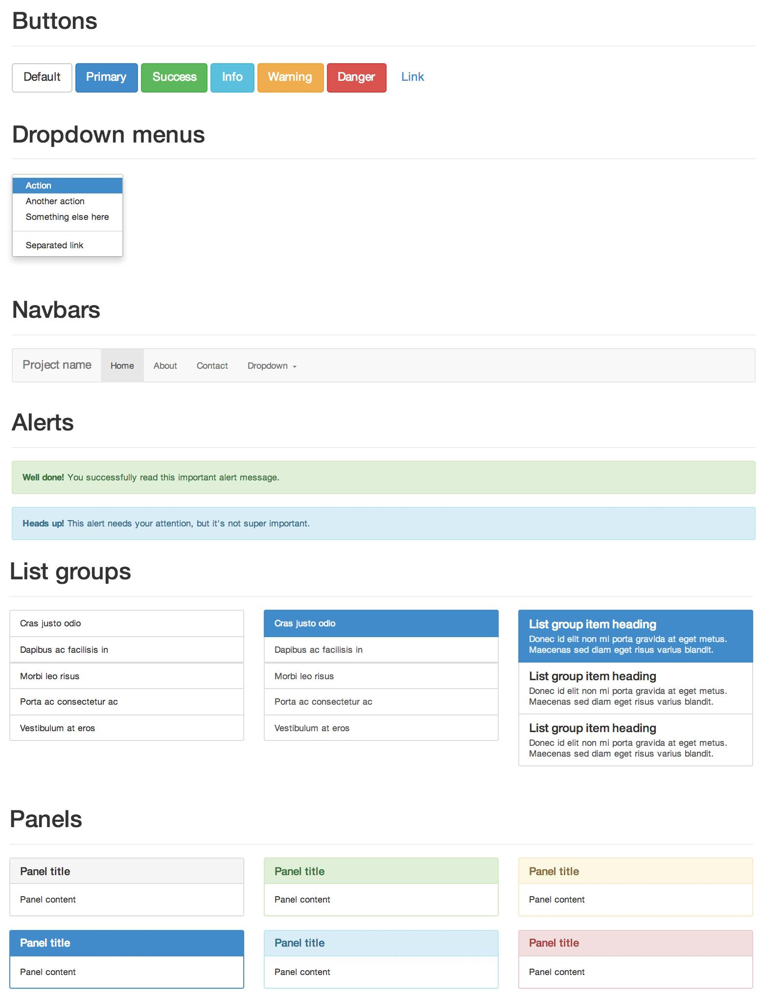 Buttons
Default Primary Success Info Warning Danger Link
Dropdown menus
Action
Another action
Something else here
Separated link
Navbars
Project name Home About Contact Dropdown
Alerts
Well done! You successfully read this important alert message.
Heads up! This alert needs your attention, but it's not super important.
List groups
Cras justo odio
Dapibus ac facilisis in
Morbi leo risus
Porta ac consectetur ac
Vestibulum at eros
Cras justo odio
Dapibus ac facilisis in
Morbi leo risus
Porta ac consectetur ac
Vestibulum at eros
List group item heading
Donec id elit non mi porta gravida at eget metus.
Maecenas sed diam eget risus varius blandit.
List group item heading
Donec id elit non mi porta gravida at eget metus.
Maecenas sed diam eget risus varius blandit.
List group item heading
Donec id elit non mi porta gravida at eget metus.
Maecenas sed diam eget risus varius blandit.
Panels
Panel title
Panel content
Panel title
Panel content
Panel title
Panel content
Panel title
Panel content
Panel title
Panel content
Panel title
Panel content